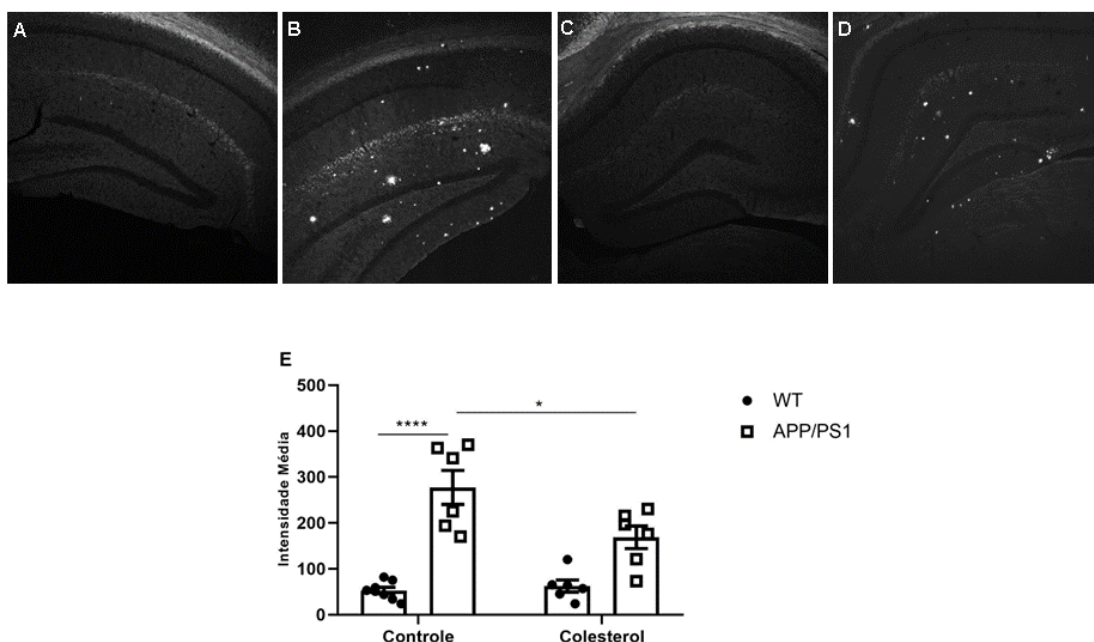 A
B
C
D
E
500
400
300
200
100
0
Intensidade Média
****
*
WT
APP/PS1
Controle
Colesterol